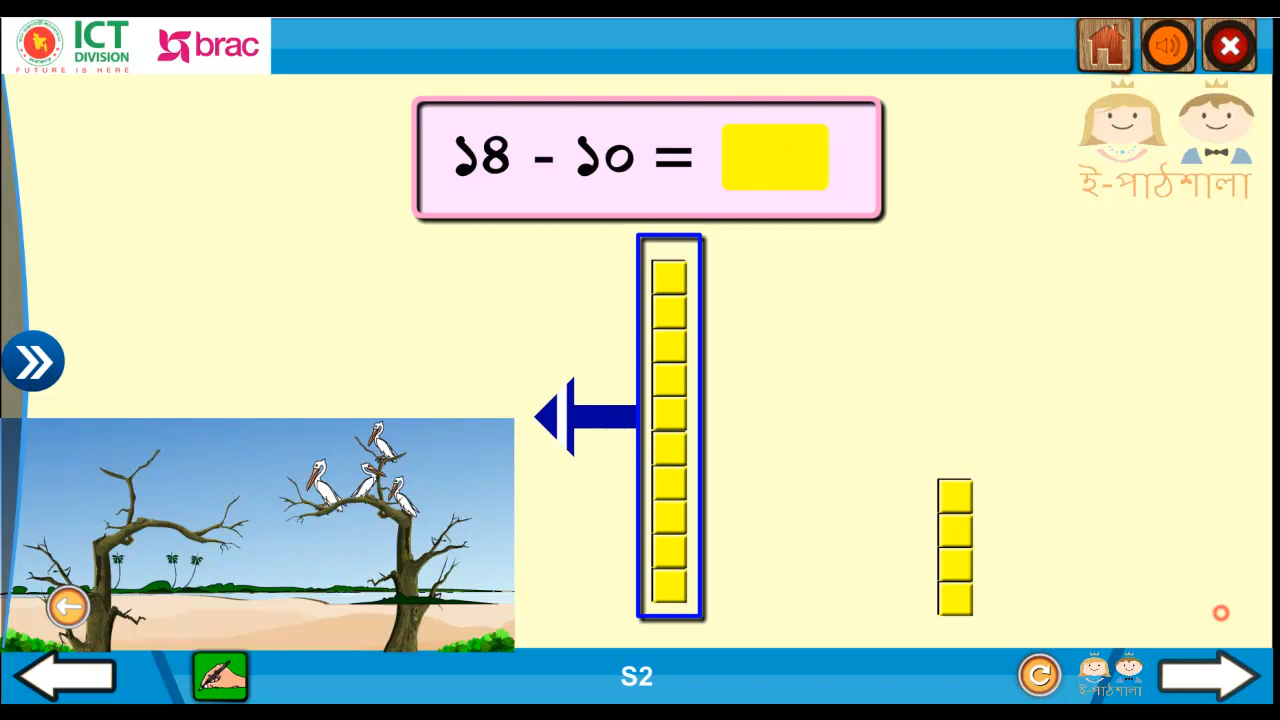 ICT
DIVISION
FUTURE IS HERE
brac
১৪ - ১০ =
ই-পাঠশালা
S2
ই-পাঠশালা